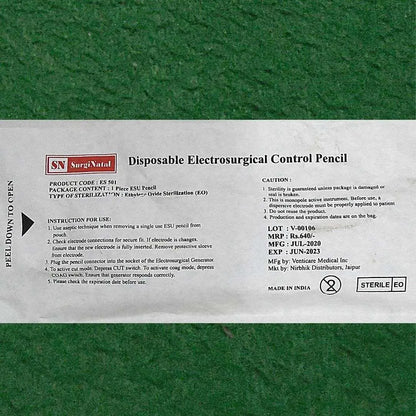 PEEL DOWN TO OPEN
SN SurgiNatal
Disposable Electrosurgical Control Pencil
PRODUCT CODE : ES 501
PACKAGE CONTENT : 1 Piece ESU Pencil
TYPE OF STERILIZATION : Ethylene Oxide Sterilization (EO)
INSTRUCTION FOR USE:
1. Use aseptic technique when removing a single use ESU pencil from
pouch.
2. Check electrode connections for secure fit. If electrode is changes.
Ensure that the new electrode is fully inserted. Remove protective sleeve
from electrode.
3. Plug the pencil connector into the socket of the Electrosurgical Generator
4. To active cut mode. Depress CUT switch. To activate coag mode, depress
COAG switch; Ensure that generator responds correctly.
5. Please check the expiration date before use.
CAUTION :
1. Sterility is guaranteed unless package is damaged or
seal is broken.
2. This is monopole active instrument. Before use, a
dispersive electrode must be properly applied to patient
3. Do not reuse the product.
4. Production and expiration dates are on the bag.
LOT : V-00106
MRP : Rs.640/-
MFG : JUL-2020
EXP : JUN-2023
Mfg by: Venticare Medical Inc
Mkt by: Nirbhik Distributors, Jaipur
MADE IN INDIA
2
STERILE EO